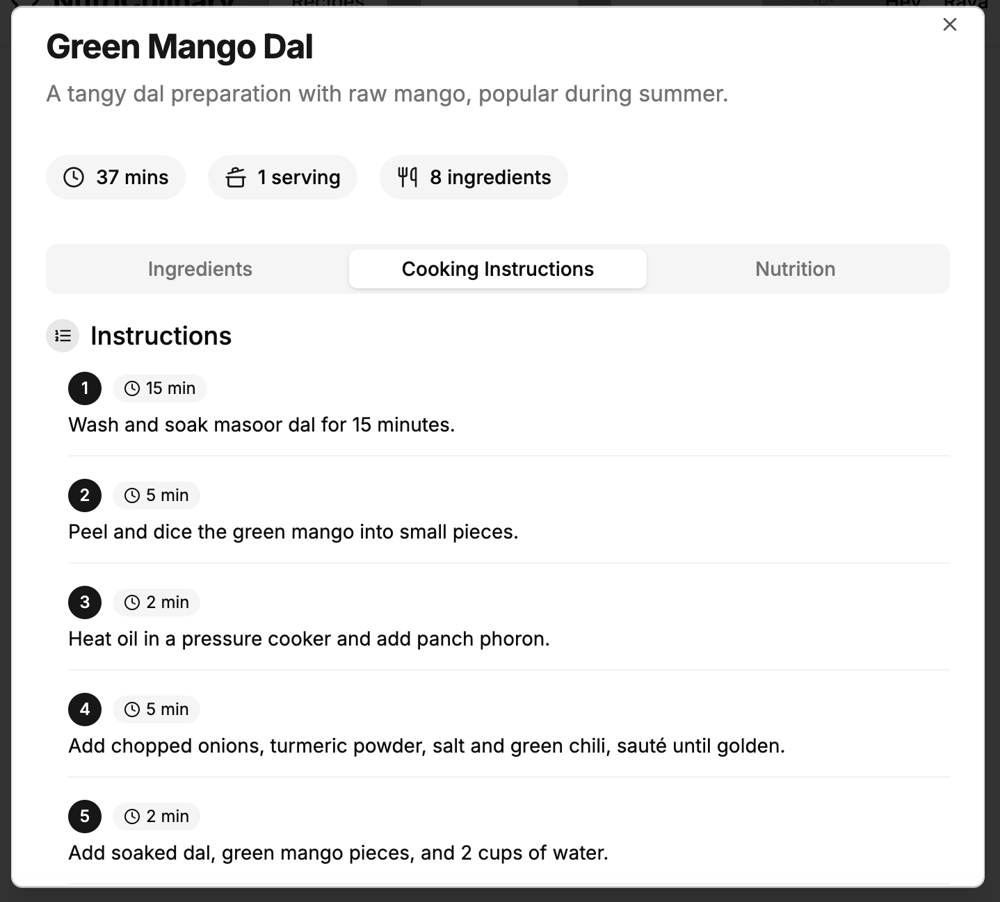 Green Mango Dal
A tangy dal preparation with raw mango, popular during summer.
37 mins
1 serving
8 ingredients
Ingredients
Cooking Instructions
Nutrition
Instructions
1
15 min
Wash and soak masoor dal for 15 minutes.
2
5 min
Peel and dice the green mango into small pieces.
3
2 min
Heat oil in a pressure cooker and add panch phoron.
4
5 min
Add chopped onions, turmeric powder, salt and green chili, sauté until golden.
5
2 min
Add soaked dal, green mango pieces, and 2 cups of water.